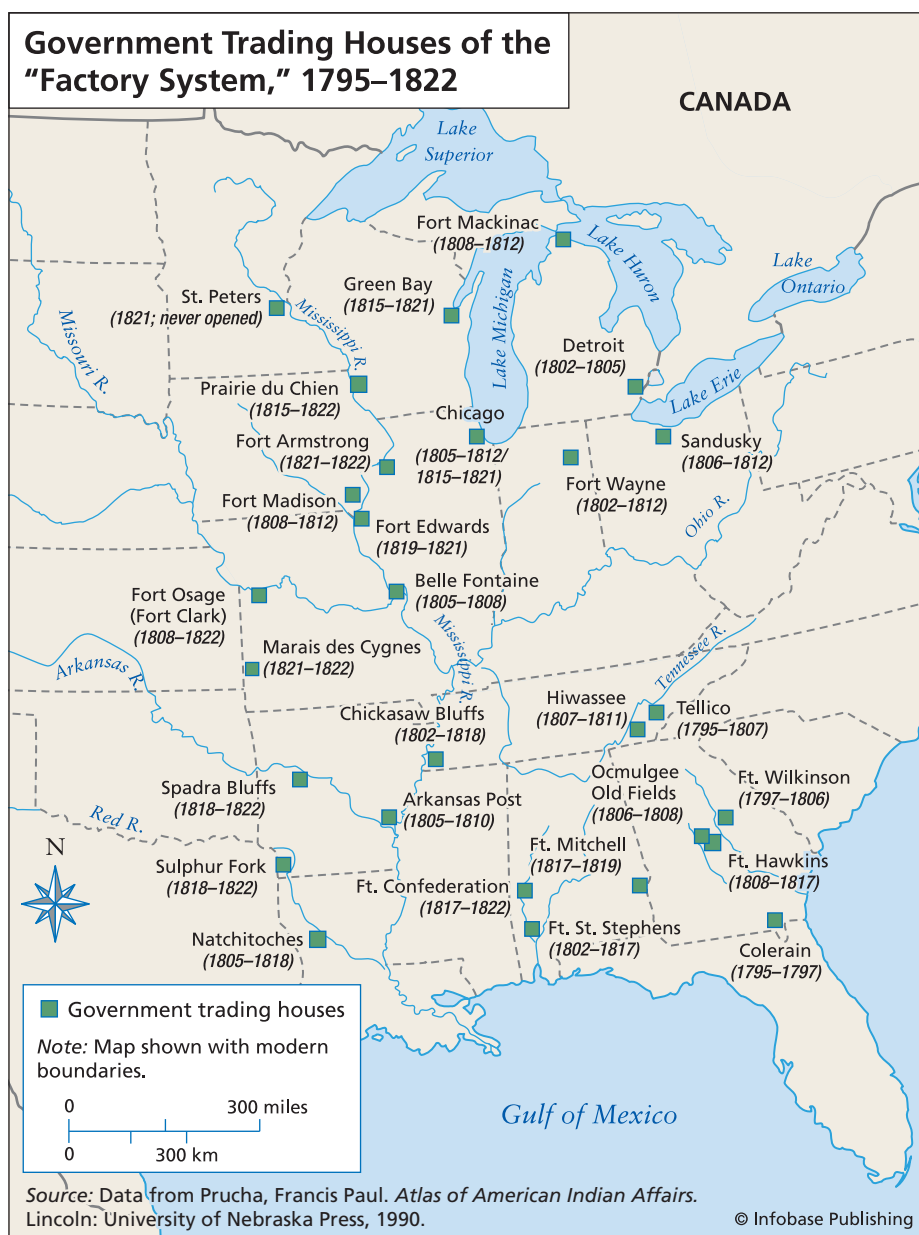 Government Trading Houses of the
“Factory System,” 1795–1822
CANADA
Lake
Superior
Fort Mackinac
(1808–1812)
Lake Huron
Lake
Ontario
Green Bay
(1815–1821)
Lake Michigan
St. Peters
(1821; never opened)
Mississippi R.
Missouri R.
Detroit
(1802–1805)
Lake Erie
Prairie du Chien
(1815–1822)
Chicago
(1805–1812/
1815–1821)
Fort Armstrong
(1821–1822)
Sandusky
(1806–1812)
Fort Wayne
(1802–1812)
Fort Madison
(1808–1812)
Fort Edwards
(1819–1821)
Ohio R.
Belle Fontaine
(1805–1808)
Fort Osage
(Fort Clark)
(1808–1822)
Mississippi R.
Marais des Cygnes
(1821–1822)
Arkansas R.
Tennessee R.
Hiwassee
(1807–1811)
Tellico
(1795–1807)
Chickasaw Bluffs
(1802–1818)
Spadra Bluffs
(1818–1822)
Arkansas Post
(1805–1810)
Ocmulgee
Old Fields
(1806–1808)
Ft. Wilkinson
(1797–1806)
Red R.
N
Sulphur Fork
(1818–1822)
Ft. Mitchell
(1817–1819)
Ft. Hawkins
(1808–1817)
Ft. Confederation
(1817–1822)
Natchitoches
(1805–1818)
Ft. St. Stephens
(1802–1817)
Colerain
(1795–1797)
Government trading houses
Note: Map shown with modern
boundaries.
0 300 miles
0 300 km
Gulf of Mexico
Source: Data from Prucha, Francis Paul. Atlas of American Indian Affairs.
Lincoln: University of Nebraska Press, 1990.
© Infobase Publishing